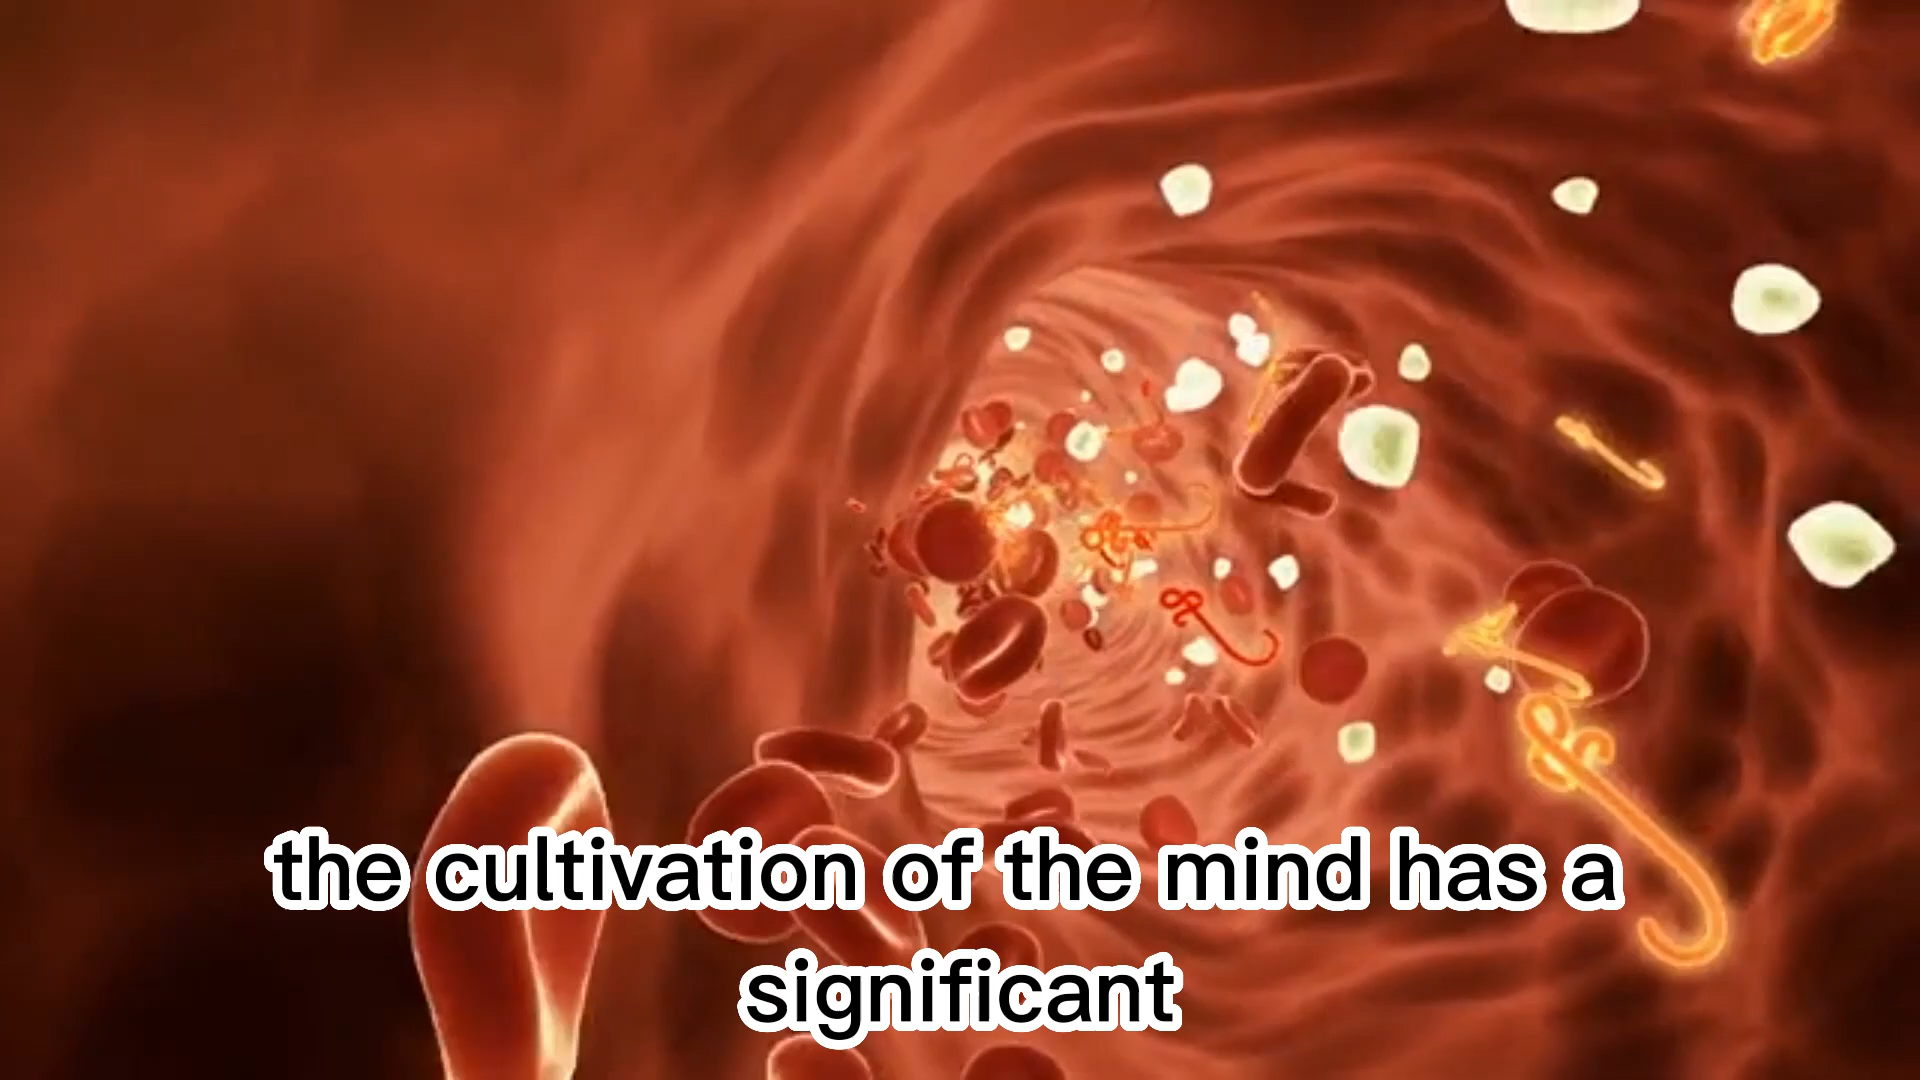 the cultivation of the mind has a
significant